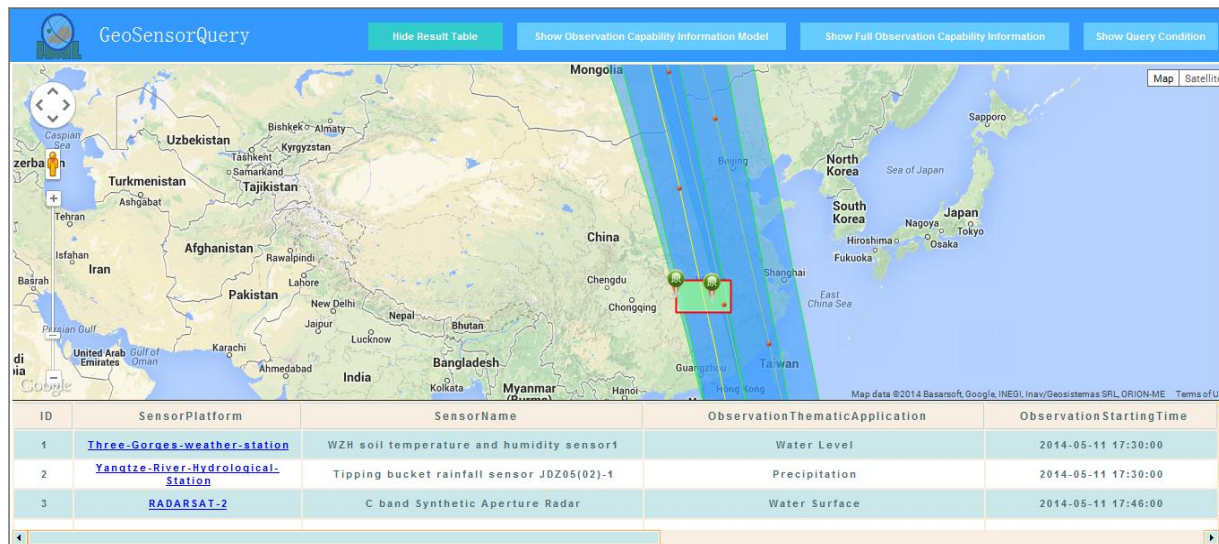 GeoSensorQuery
Hide Result Table
Show Observation Capability Information Model
Show Full Observation Capability Information
Show Query Condition
Mongolia
Map
Satellite
Caspian
Sea
Uzbekistan
Bishkek
Almaty
Kyrgyzstan
Tashkent
Samarkand
Turkmenistan
Tajikistan
Ashgabat
Tehran
Isfahan
Iran
Afghanistan
Rawalpindi
Basrah
Lahore
Pakistan
New Delhi
Nepal
Jaipur
Lucknow
Bhutan
Persian Gulf
United Arab
Emirates
Gulf of
Oman
Karachi
Ahmedabad
India
Bangladesh
Kolkata
Myanmar
(Burma)
Hanoi
China
Chengdu
Chongqing
Beijing
Shanghai
East
China Sea
Guangzhou
Taiwan
Hong Kong
North
Korea
South
Korea
Sea of Japan
Sapporo
Japan
Nagoya
Tokyo
Hiroshima
Osaka
Fukuoka
Google
Map data ©2014 Basarsoft, Google, INEGI, Inav/Geosistemas SRL, ORION-ME
Terms of U
ID
SensorPlatform
SensorName
ObservationThematicApplication
ObservationStartingTime
1
Three-Gorges-weather-station
WZH soil temperature and humidity sensor1
Water Level
2014-05-11 17:30:00
2
Yangtze-River-Hydrological-
Station
Tipping bucket rainfall sensor JDZ05(02)-1
Precipitation
2014-05-11 17:30:00
3
RADARSAT-2
C band Synthetic Aperture Radar
Water Surface
2014-05-11 17:46:00